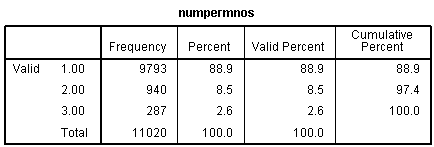 numpermnos
Cumulative
Frequency Percent Valid Percent Percent
Valid 1.00 9793 88.9 88.9 88.9
2.00 940 8.5 8.5 97.4
3.00 287 2.6 2.6 100.0
Total 11020 100.0 100.0